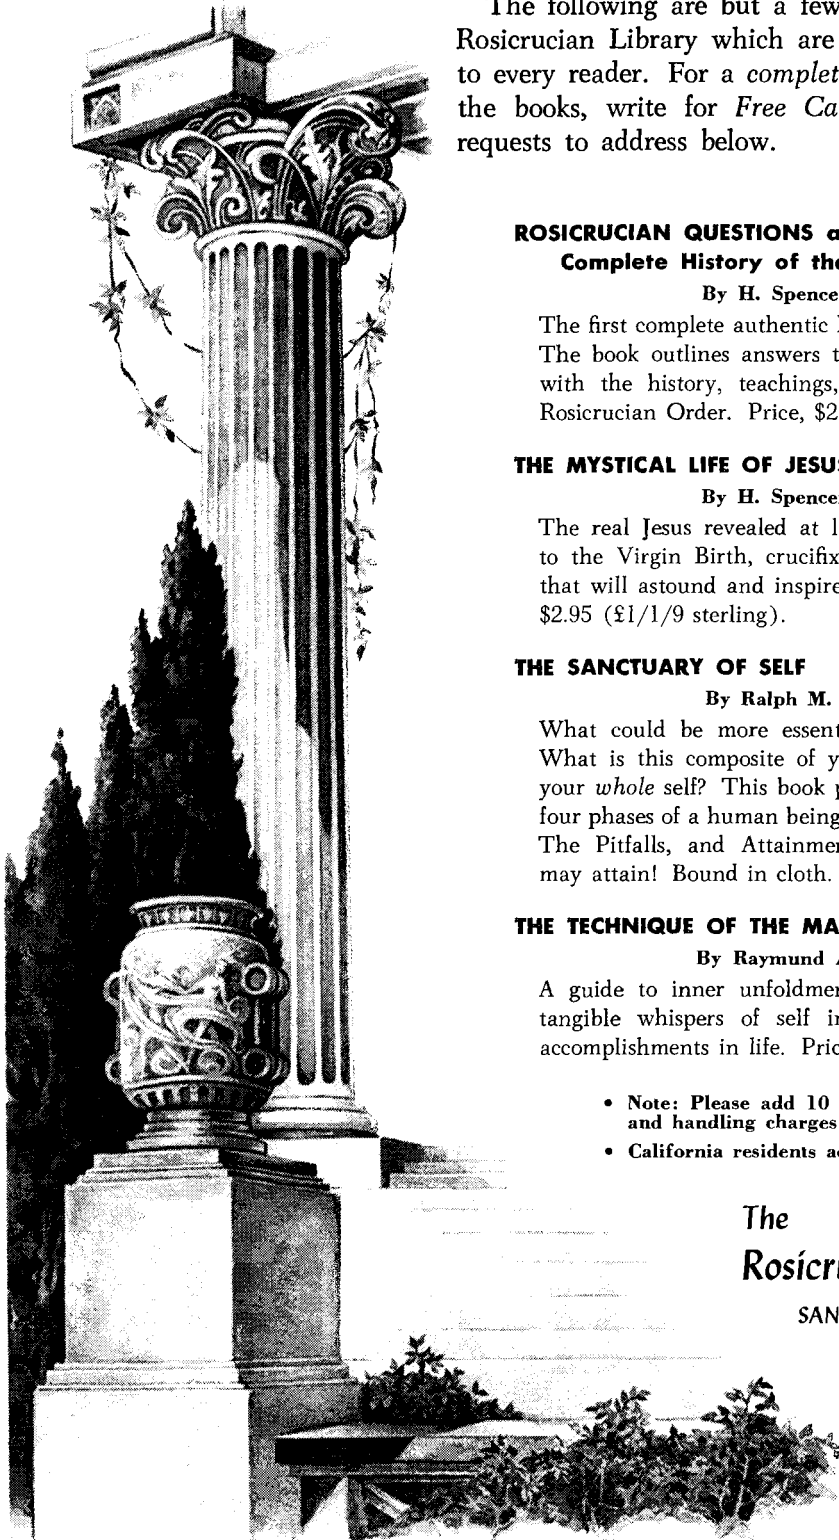 The following are but a few
Rosicrucian Library which are
to every reader. For a complet
the books, write for Free Ca
requests to address below.
ROSICRUCIAN QUESTIONS a
Complete History of the
By H. Spence
The first complete authentic
The book outlines answers t
with the history, teachings,
Rosicrucian Order. Price, $2
THE MYSTICAL LIFE OF JESUS
By H. Spence
The real Jesus revealed at l
to the Virgin Birth, crucifix
that will astound and inspire
$2.95 (£1/1/9 sterling).
THE SANCTUARY OF SELF
By Ralph M.
What could be more essent
What is this composite of y
your whole self? This book p
four phases of a human being
The Pitfalls, and Attainmen
may attain! Bound in cloth.
THE TECHNIQUE OF THE MA
By Raymund A
A guide to inner unfoldmen
tangible whispers of self in
accomplishments in life. Pric
• Note: Please add 10
and handling charges
• California residents a
The
Rosicru
SAN